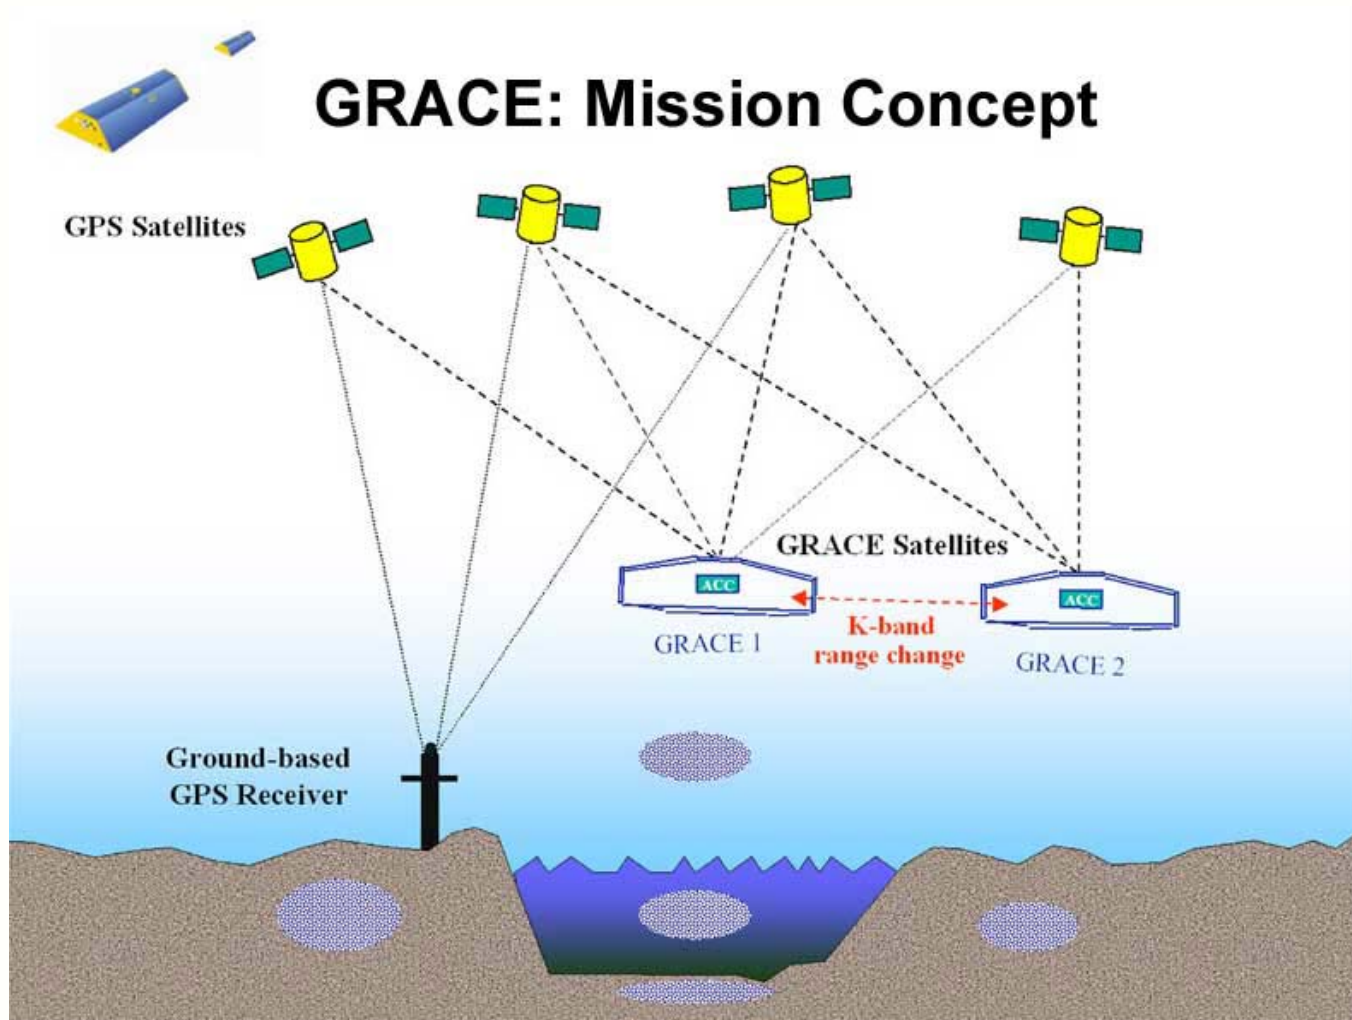 GRACE: Mission Concept
GPS Satellites
GRACE Satellites
ACC
ACC
K-band
range change
GRACE 1
GRACE 2
Ground-based
GPS Receiver